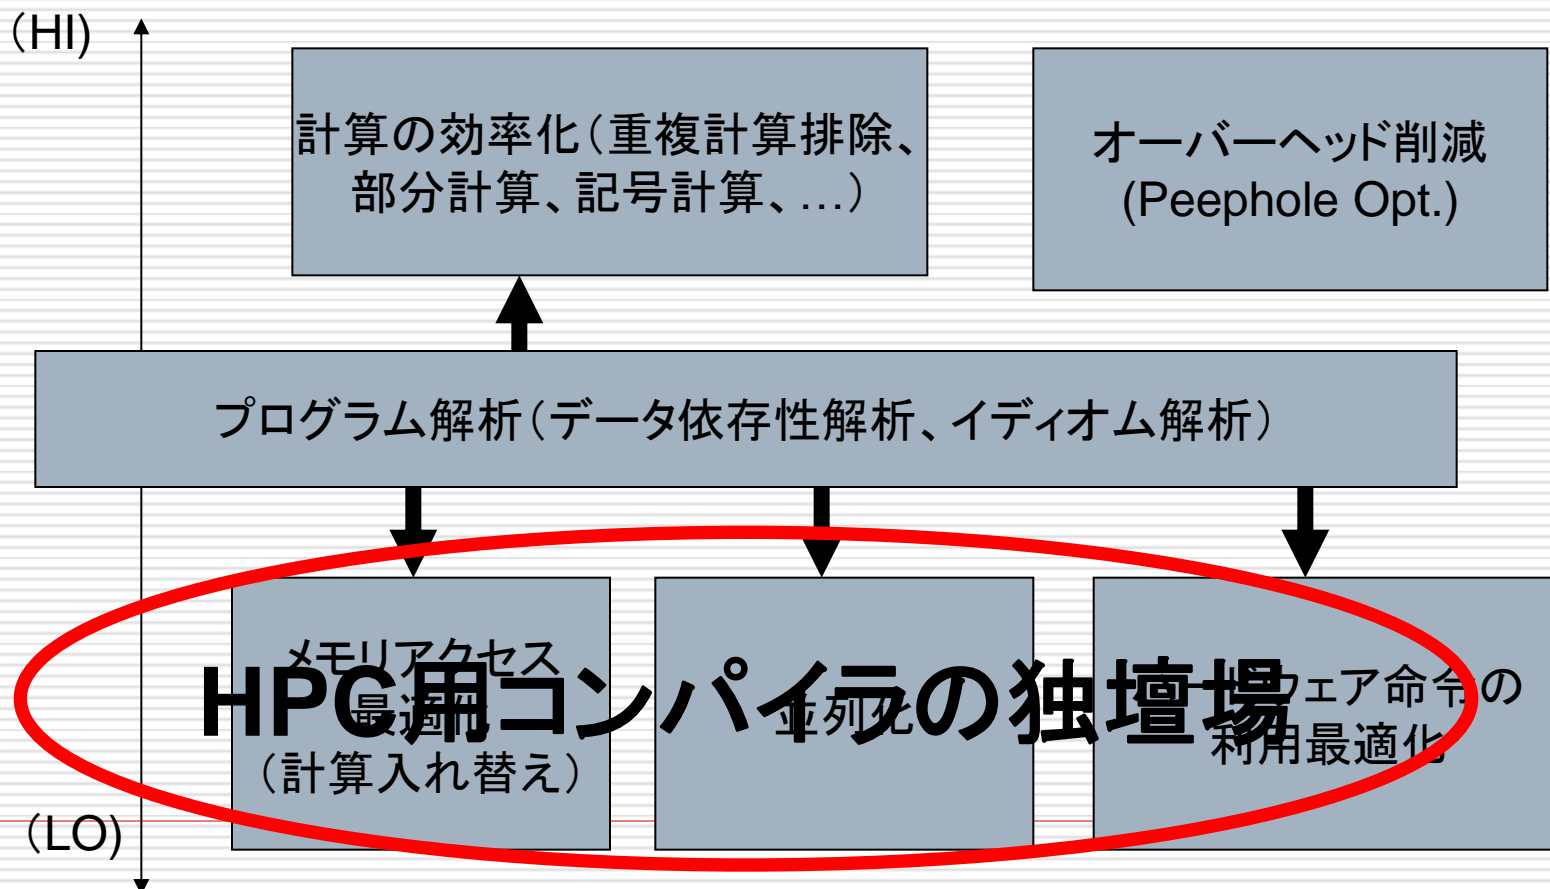 （HI)
計算の効率化（重複計算排除、
部分計算、記号計算、…）
オーバーヘッド削減
(Peephole Opt.)
プログラム解析（データ依存性解析、イディオム解析）
メモリアクセス
最適化
（計算入れ替え）
並列化
ウェア命令の
利用最適化
HPC用コンパイラの独壇場
（LO)